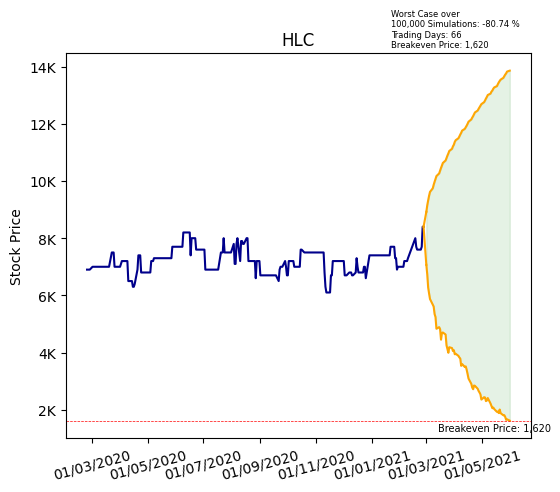 Worst Case over
100,000 Simulations: -80.74 %
Trading Days: 66
Breakeven Price: 1,620
HLC
Stock Price
14K
12K
10K
8K
6K
4K
2K
Breakeven Price: 1,620
01/03/2020
01/05/2020
01/07/2020
01/09/2020
01/11/2020
01/01/2021
01/03/2021
01/05/2021